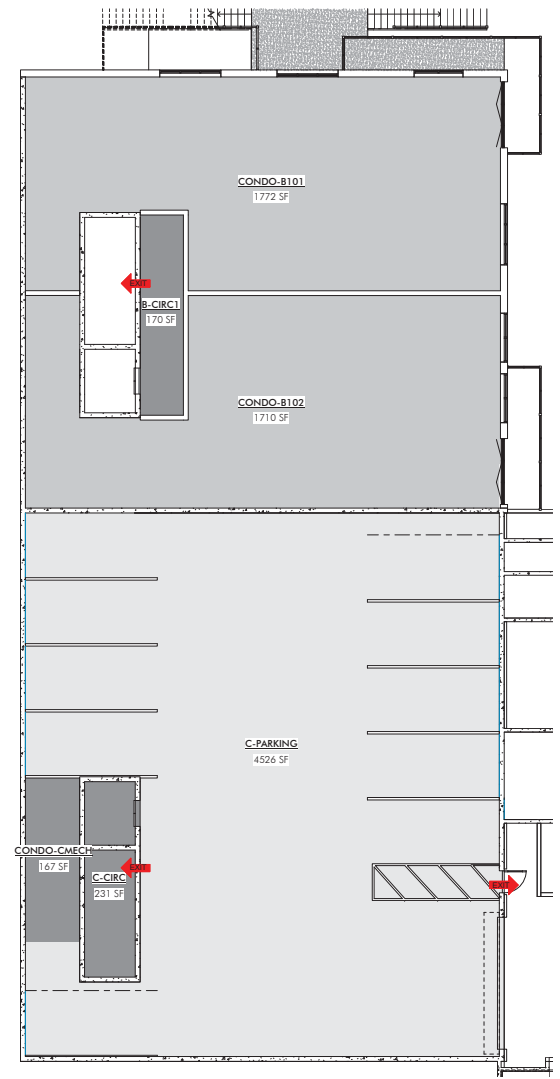 CONDO-B101
1772 SF
EXIT
B-CIRC1
170 SF
CONDO-B102
1710 SF
C-PARKING
4526 SF
CONDO-CMECH
167 SF
EXIT
C-CIRC
231 SF
EXIT